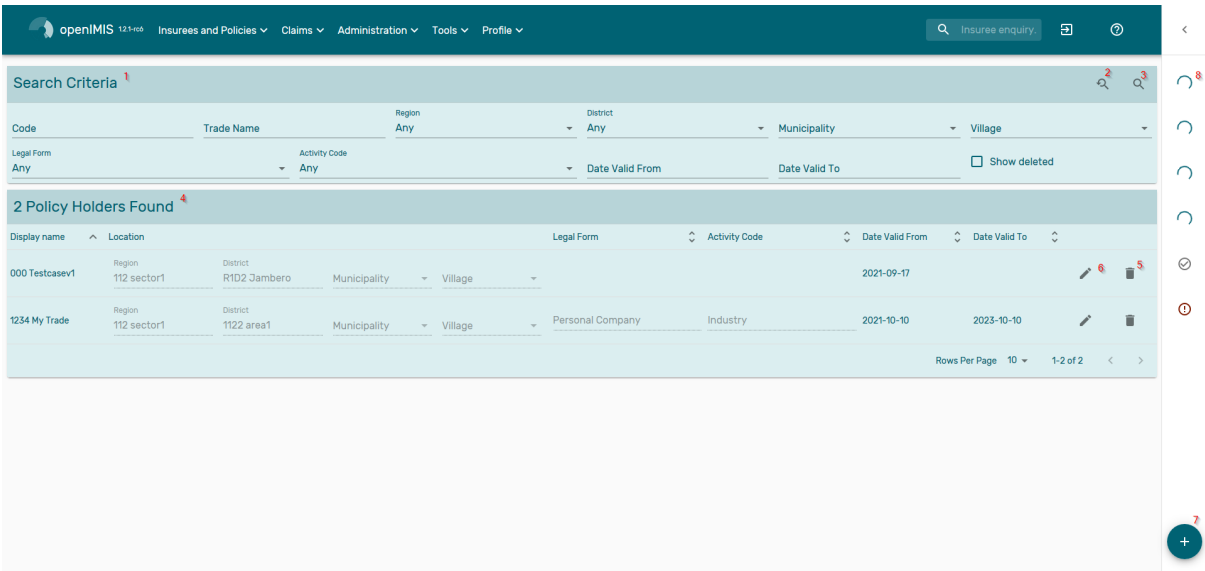 openIMIS 1.2.1-rc6 Insurees and Policies Claims Administration Tools Profile Insuree enquiry.
Search Criteria 1 2 3 8
Region District
Code Trade Name Any Any Municipality Village
Legal Form Activity Code
Any Any Date Valid From Date Valid To Show deleted
2 Policy Holders Found 4
Display name Location Legal Form Activity Code Date Valid From Date Valid To
Region District
000 Testcasev1 112 sector1 R1D2 Jambero Municipality Village 2021-09-17 6 5
Region District
1234 My Trade 112 sector1 1122 area1 Municipality Village Personal Company Industry 2021-10-10 2023-10-10
Rows Per Page 10 1-2 of 2
7